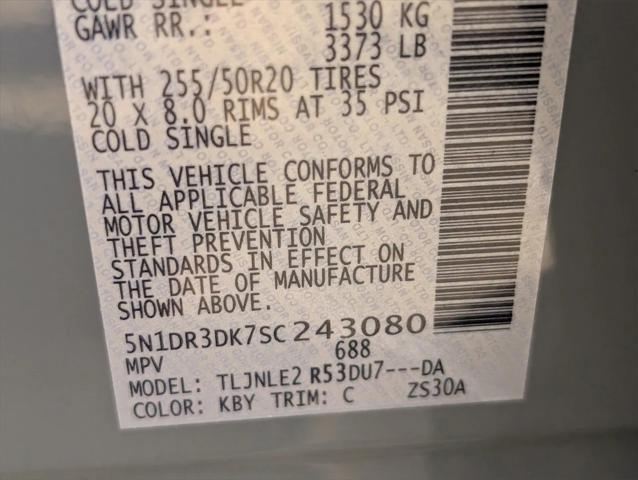 COLD SINGLE
GAWR RR.: 1530 KG
3373 LB
WITH 255/50R20 TIRES
20 X 8.0 RIMS AT 35 PSI
COLD SINGLE
THIS VEHICLE CONFORMS TO
ALL APPLICABLE FEDERAL
MOTOR VEHICLE SAFETY AND
THEFT PREVENTION
STANDARDS IN EFFECT ON
THE DATE OF MANUFACTURE
SHOWN ABOVE.
5N1DR3DK7SC243080
MPV 688
MODEL: TLJNLE2 R53DU7---DA
COLOR: KBY TRIM: C ZS30A